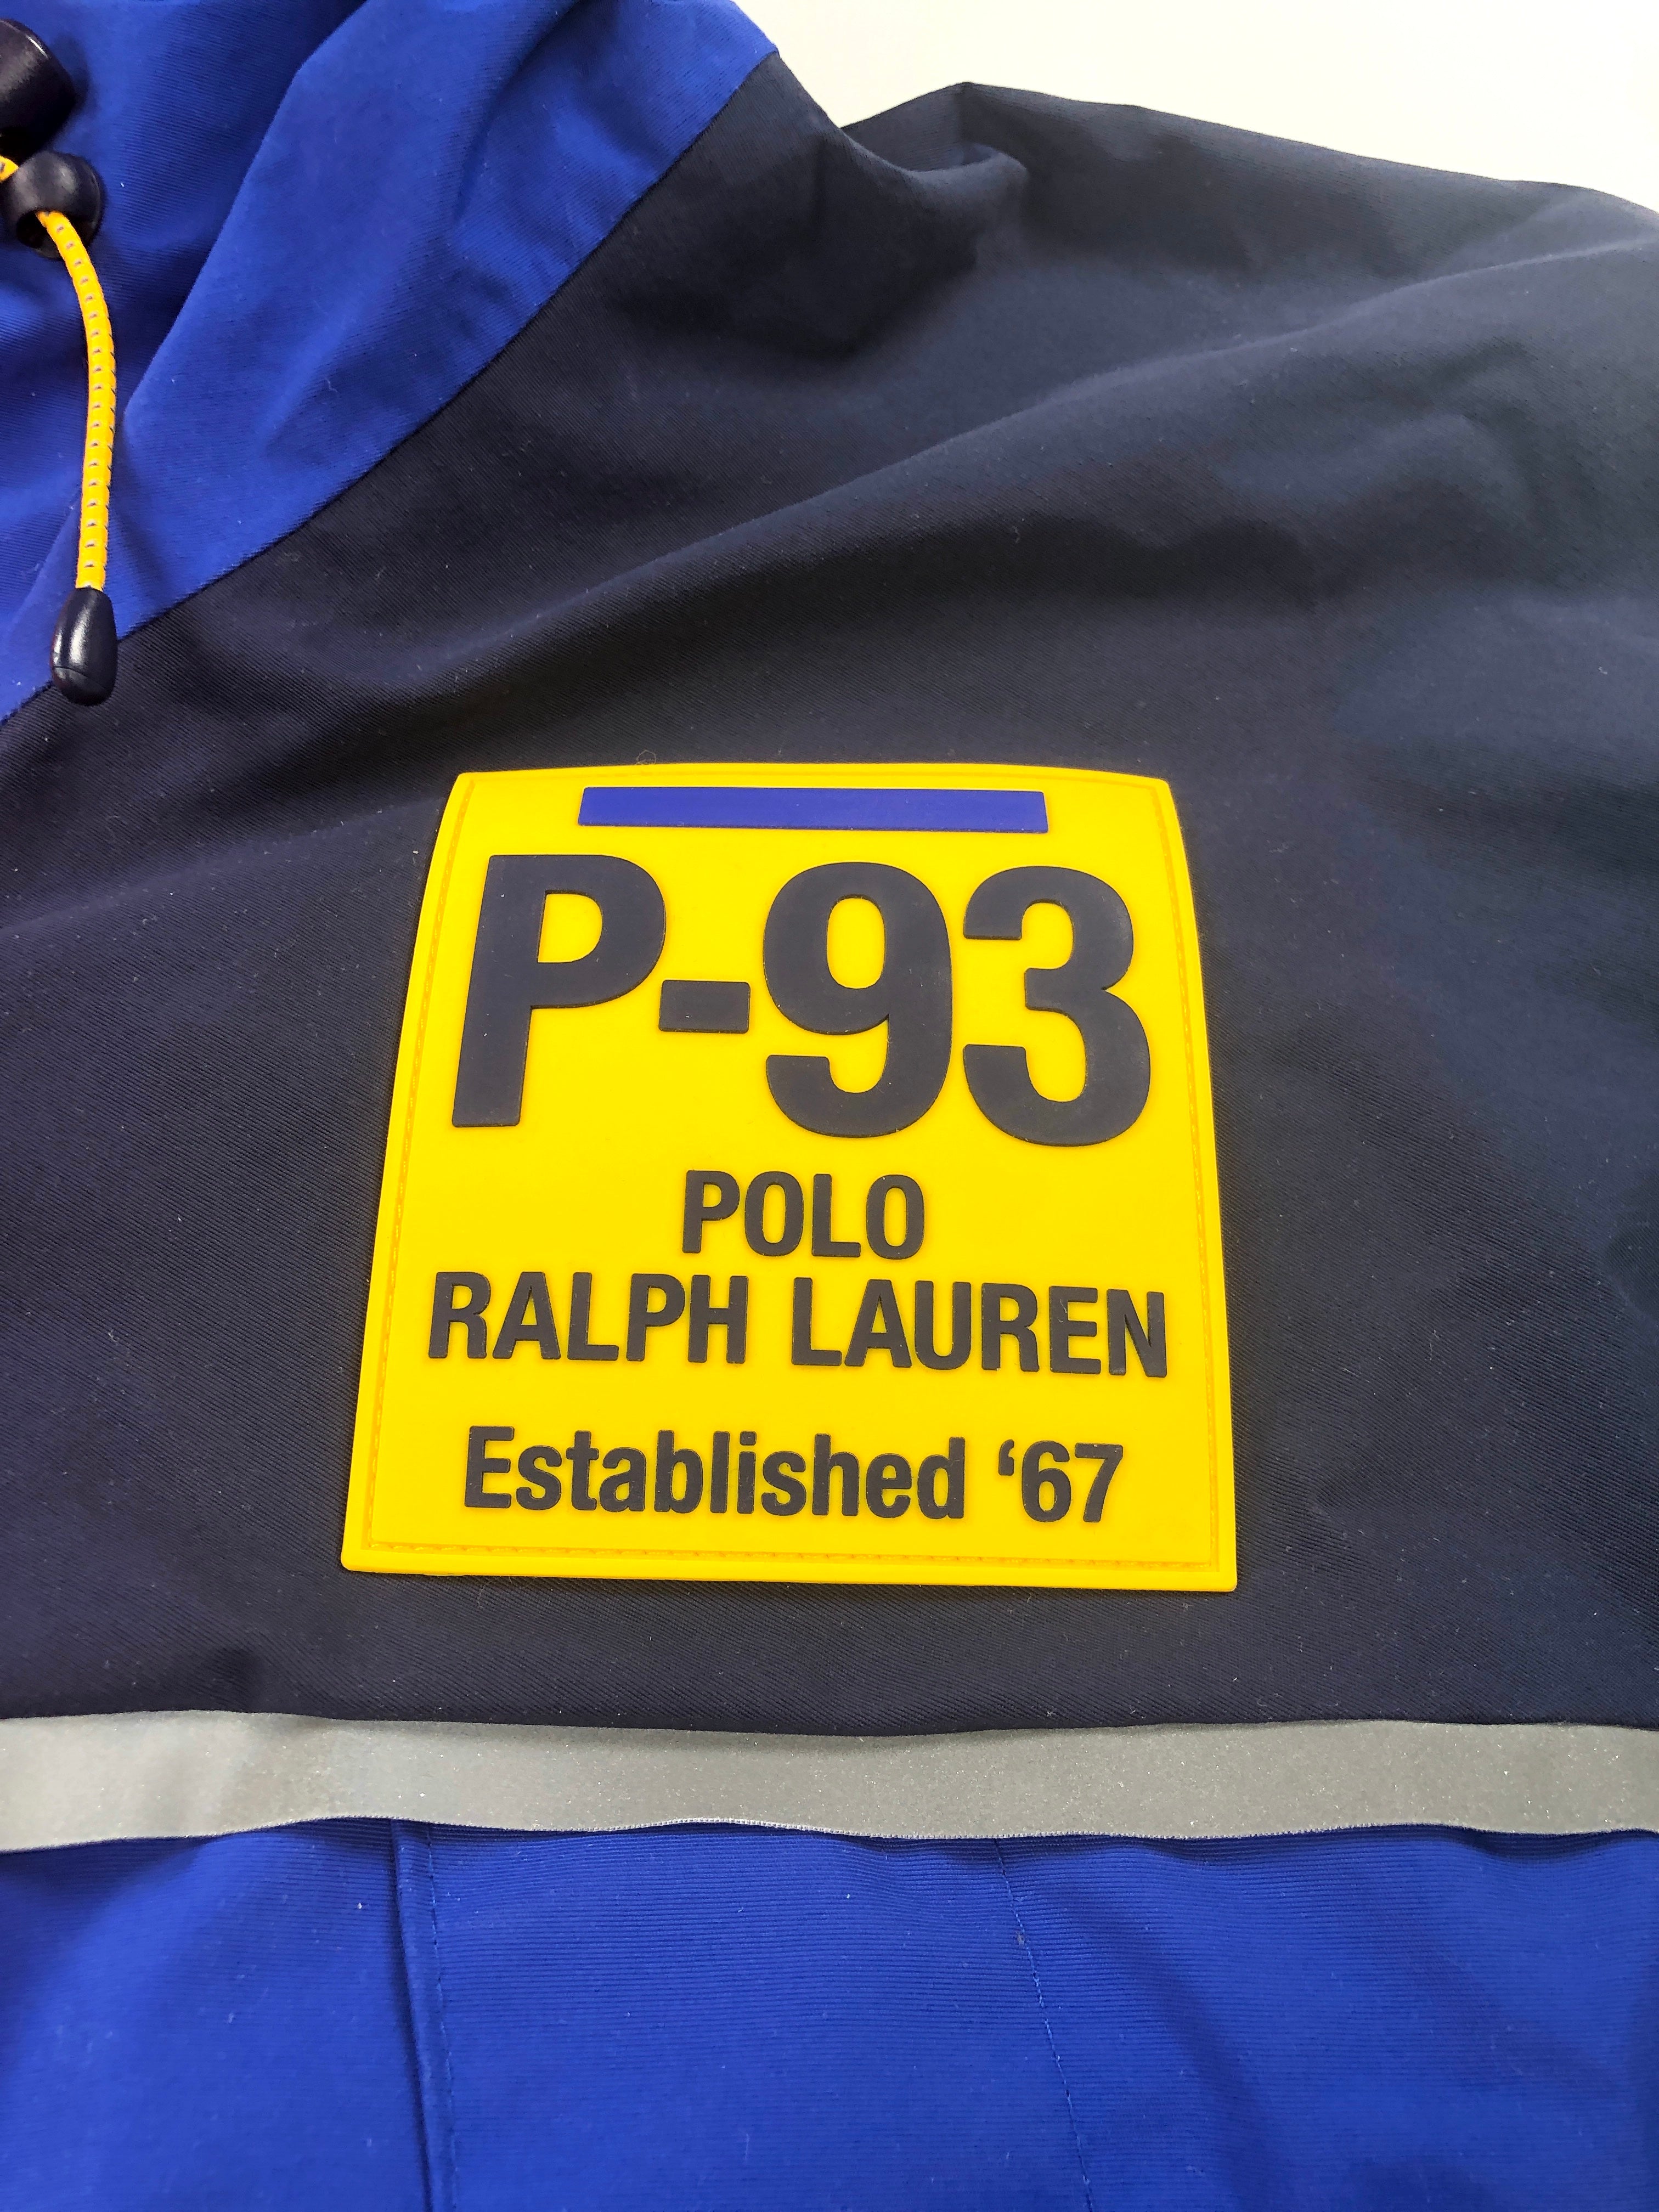 P-93
POLO
RALPH LAUREN
Established ‘67